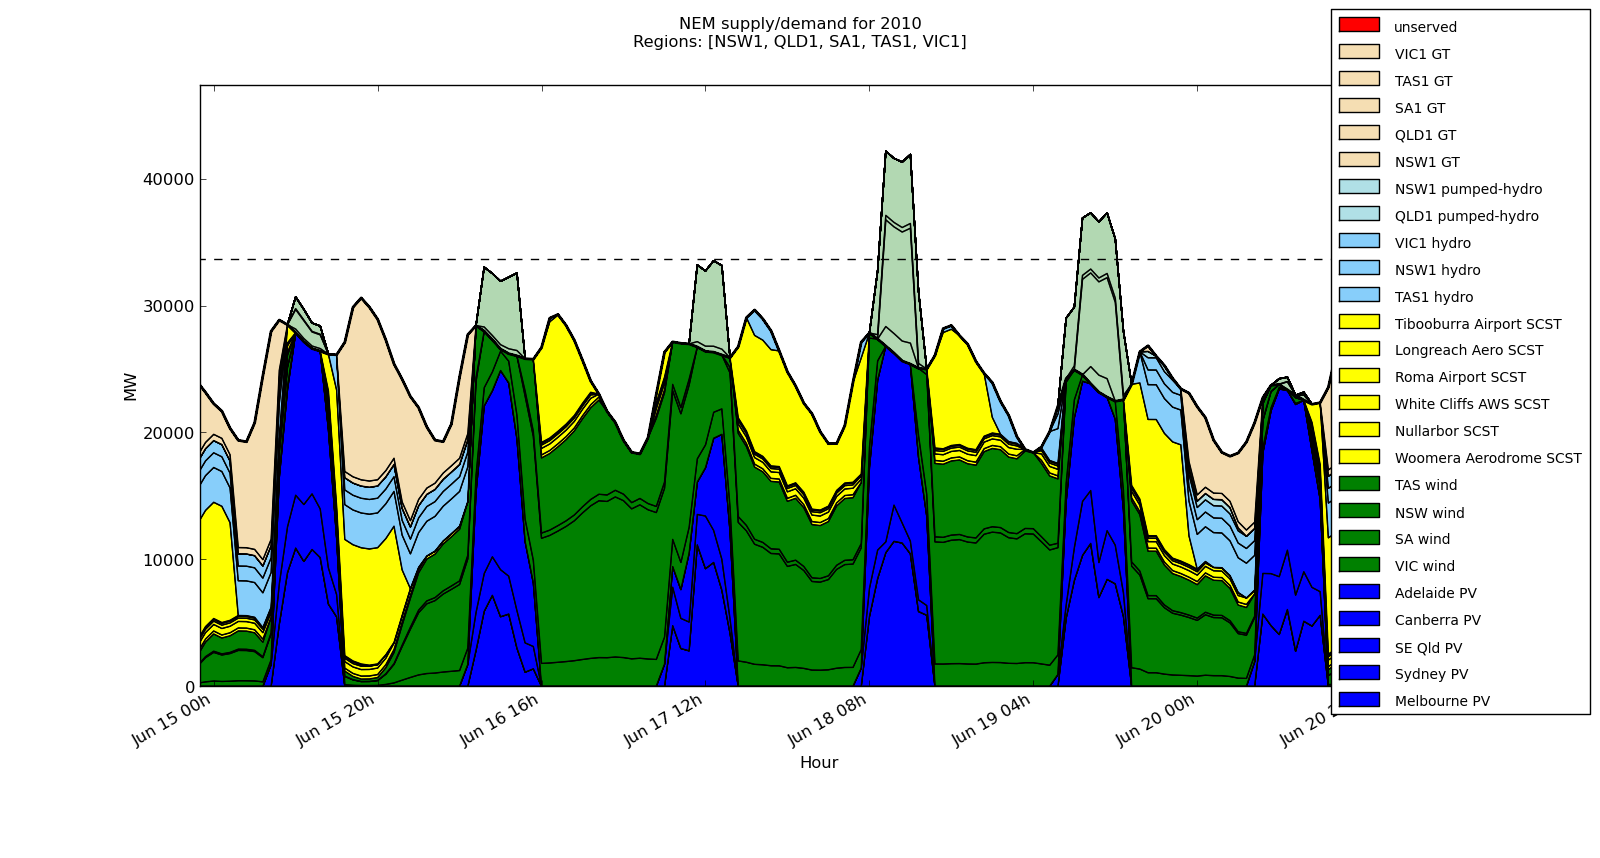 NEM supply/demand for 2010
Regions: [NSW1, QLD1, SA1, TAS1, VIC1]
MW
40000
30000
20000
10000
0
Jun 15 00h
Jun 15 20h
Jun 16 16h
Jun 17 12h
Jun 18 08h
Jun 19 04h
Jun 20 00h
Jun 20
Hour
unserved
VIC1 GT
TAS1 GT
SA1 GT
QLD1 GT
NSW1 GT
NSW1 pumped-hydro
QLD1 pumped-hydro
VIC1 hydro
NSW1 hydro
TAS1 hydro
Tibooburra Airport SCST
Longreach Aero SCST
Roma Airport SCST
White Cliffs AWS SCST
Nullarbor SCST
Woomera Aerodrome SCST
TAS wind
NSW wind
SA wind
VIC wind
Adelaide PV
Canberra PV
SE Qld PV
Sydney PV
Melbourne PV